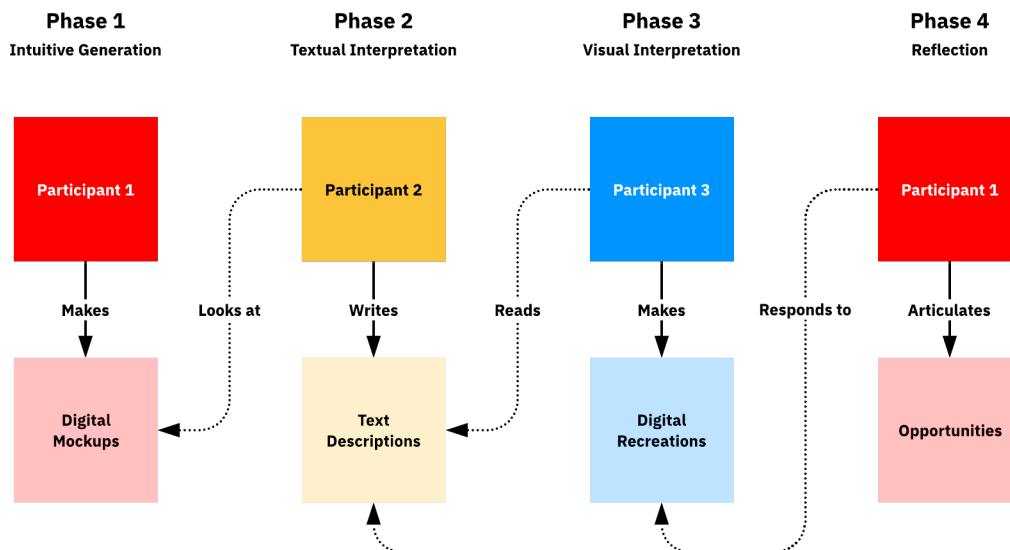 Phase 1
Intuitive Generation
Phase 2
Textual Interpretation
Phase 3
Visual Interpretation
Phase 4
Reflection
Participant 1
Participant 2
Participant 3
Participant 1
Makes
Looks at
Writes
Reads
Makes
Responds to
Articulates
Digital
Mockups
Text
Descriptions
Digital
Recreations
Opportunities